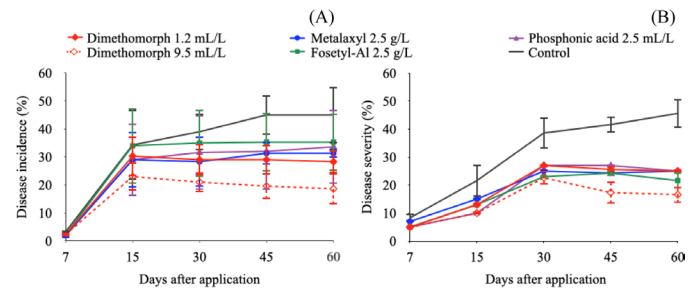 (A) (B)
Dimethomorph 1.2 mL/L Metalaxyl 2.5 g/L Phosphonic acid 2.5 mL/L
Dimethomorph 9.5 mL/L Fosetyl-Al 2.5 g/L Control
Disease incidence (%)
60
50
40
30
20
10
0
7 15 30 45 60
Days after application
Disease severity (%)
60
50
40
30
20
10
0
7 15 30 45 60
Days after application